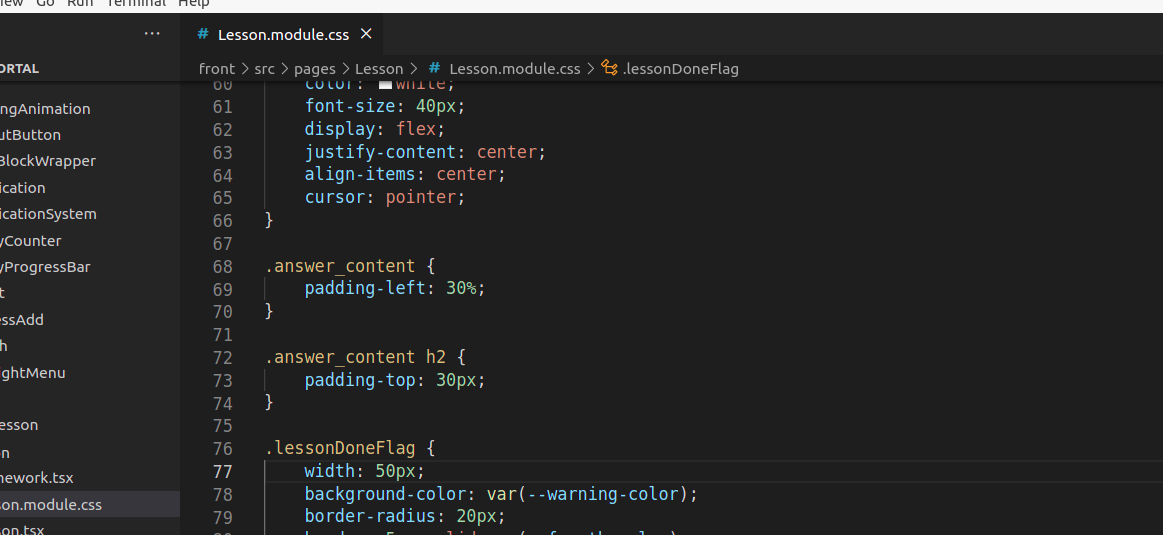 View Go Run Terminal Help
... # Lesson.module.css ×
ORTAL
front > src > pages > Lesson > # Lesson.module.css > .lessonDoneFlag
ngAnimation
utButton
BlockWrapper
ication
icationSystem
yCounter
yProgressBar
t
essAdd
h
ghtMenu
esson
on
nework.tsx
son.module.css
son.tsx
60 color: white;
61 font-size: 40px;
62 display: flex;
63 justify-content: center;
64 align-items: center;
65 cursor: pointer;
66 }
67
68 .answer_content {
69 padding-left: 30%;
70 }
71
72 .answer_content h2 {
73 padding-top: 30px;
74 }
75
76 .lessonDoneFlag {
77 width: 50px;
78 background-color: var(--warning-color);
79 border-radius: 20px;